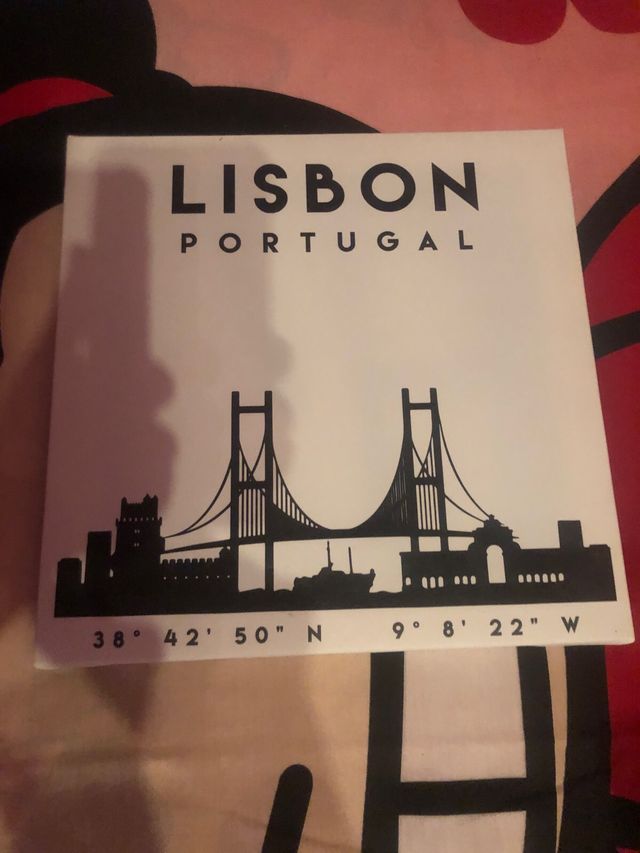 LISBON
PORTUGAL
38° 42' 50" N 9° 8' 22" W